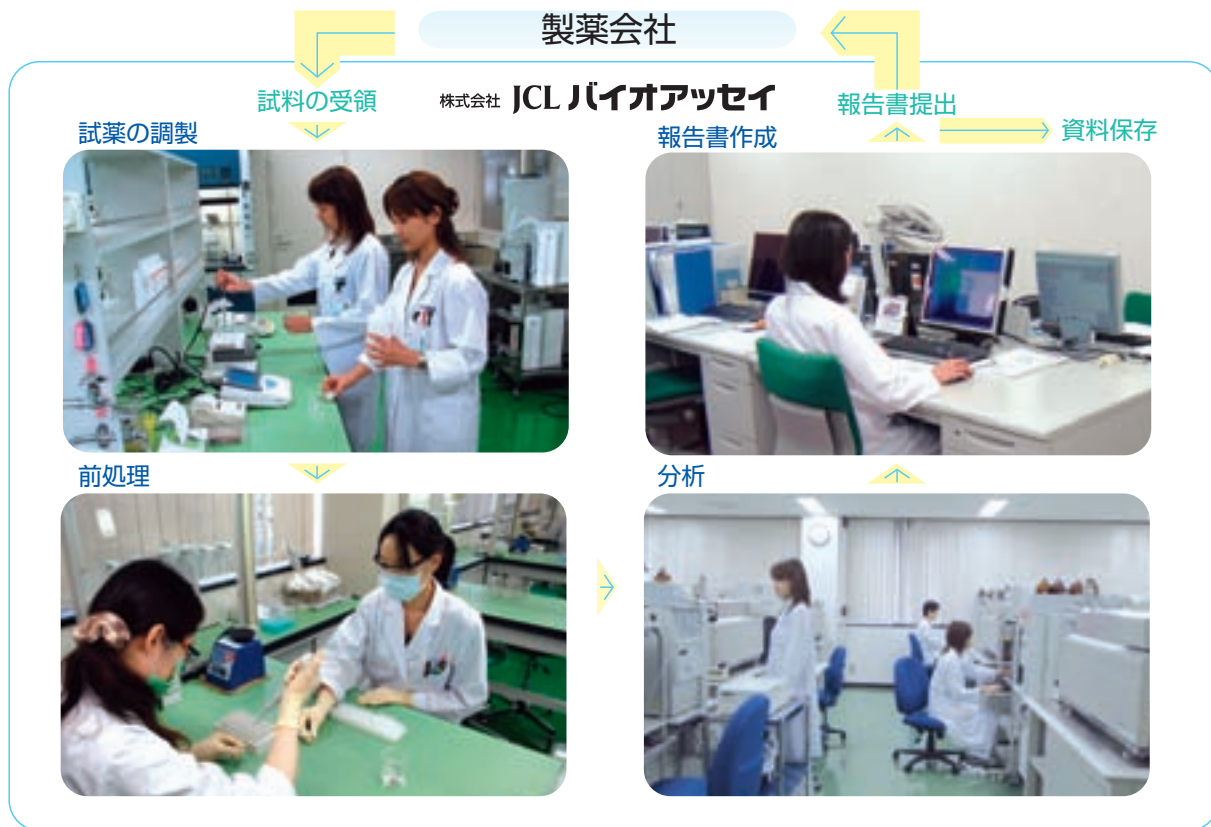 製薬会社
試料の受領
株式会社 JCL バイオアッセイ
報告書提出
資料保存
試薬の調製
報告書作成
前処理
分析